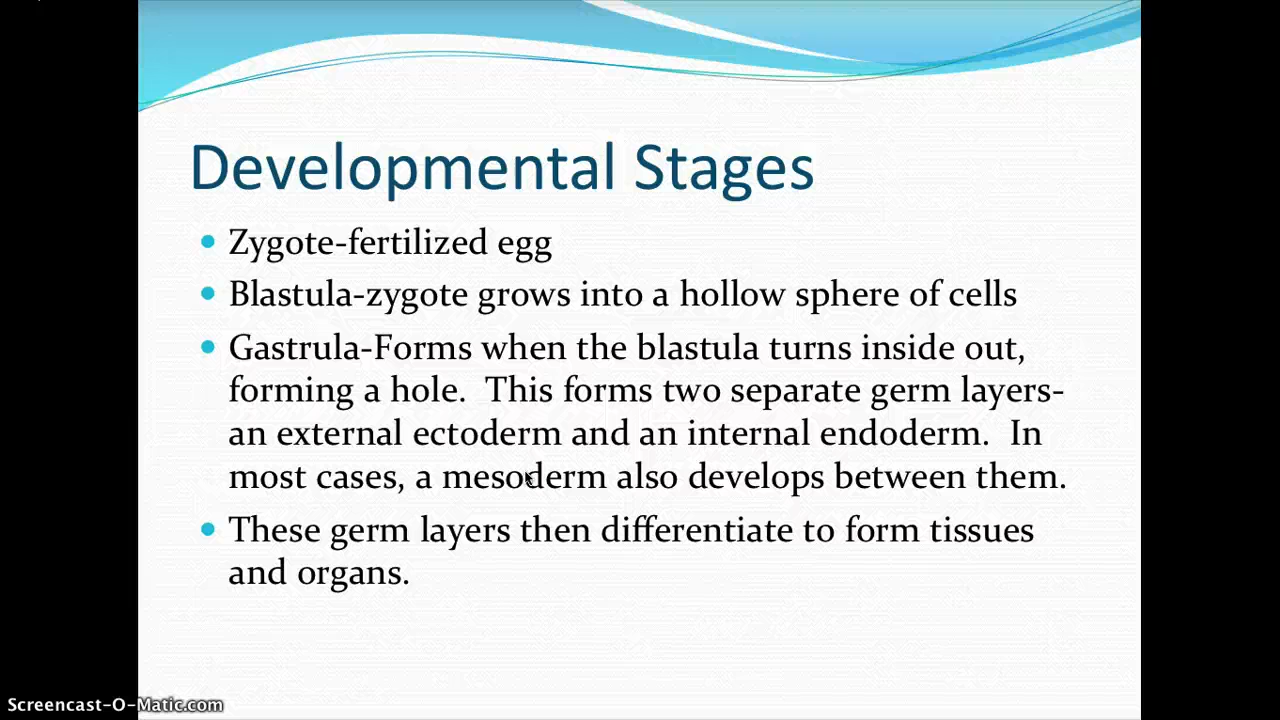 Developmental Stages
• Zygote-fertilized egg
• Blastula-zygote grows into a hollow sphere of cells
• Gastrula-Forms when the blastula turns inside out,
forming a hole.  This forms two separate germ layers-
an external ectoderm and an internal endoderm.  In
most cases, a mesoderm also develops between them.
• These germ layers then differentiate to form tissues
and organs.
Screencast-O-Matic.com